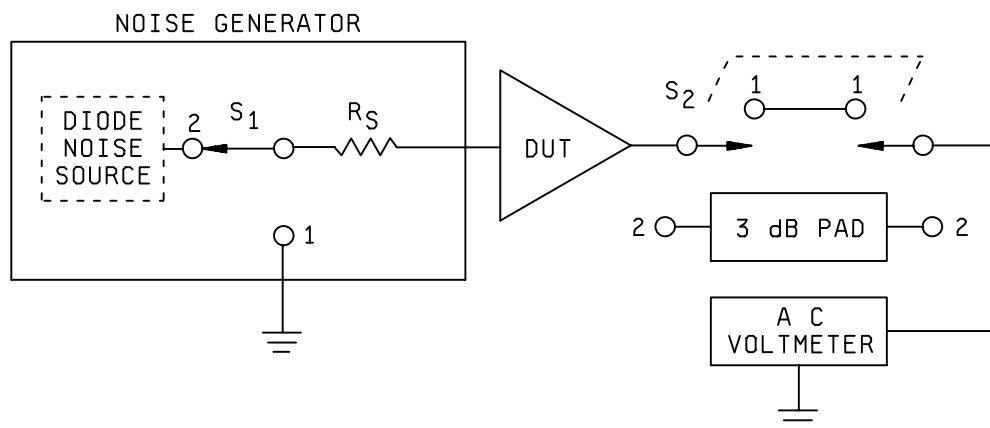 NOISE GENERATOR
DIODE
NOISE
SOURCE
2
S1
RS
1
DUT
S2
1
1
2
3 dB PAD
2
A C
VOLTMETER